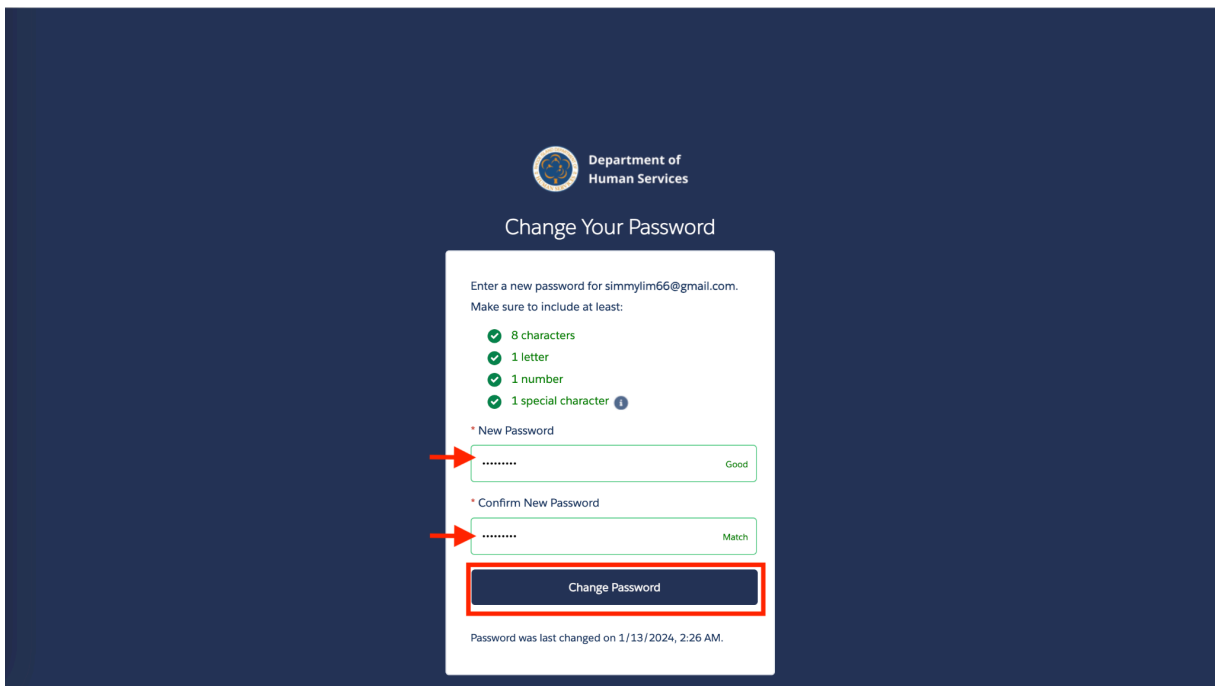 Department of
Human Services
Change Your Password
Enter a new password for simmylim66@gmail.com.
Make sure to include at least:
8 characters
1 letter
1 number
1 special character
* New Password
••••••••• Good
* Confirm New Password
••••••••• Match
Change Password
Password was last changed on 1/13/2024, 2:26 AM.